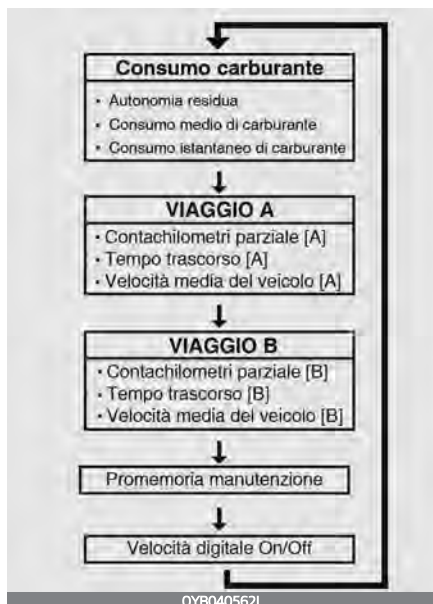 Consumo carburante
• Autonomia residua
• Consumo medio di carburante
• Consumo istantaneo di carburante
VIAGGIO A
• Contachilometri parziale [A]
• Tempo trascorso [A]
• Velocità media del veicolo [A]
VIAGGIO B
• Contachilometri parziale [B]
• Tempo trascorso [B]
• Velocità media del veicolo [B]
Promemoria manutenzione
Velocità digitale On/Off
OYB040562L